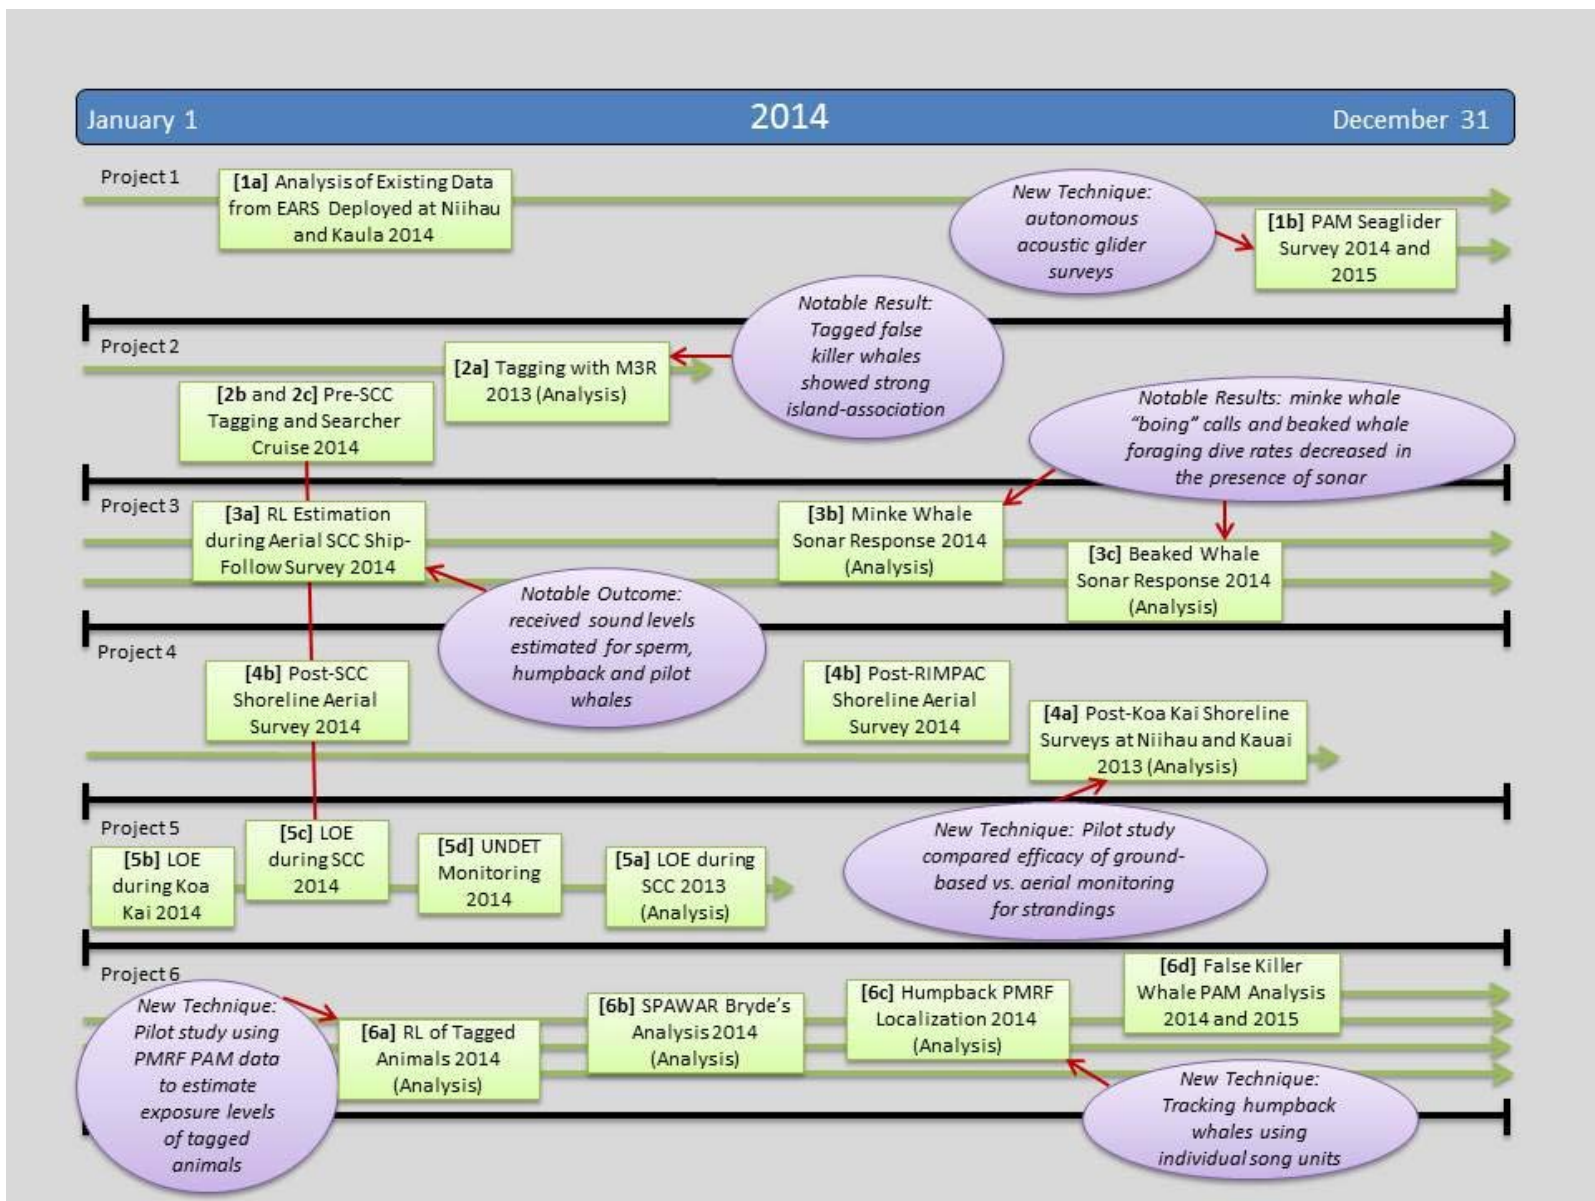 January 1
2014
December 31
Project 1
[1a] Analysis of Existing Data
from EARS Deployed at Niihau
and Kaula 2014
New Technique:
autonomous
acoustic glider
surveys
[1b] PAM Seaglider
Survey 2014 and
2015
Project 2
[2a] Tagging with M3R
2013 (Analysis)
Notable Result:
Tagged false
killer whales
showed strong
island-association
[2b and 2c] Pre-SCC
Tagging and Searcher
Cruise 2014
Notable Results: minke whale
“boing” calls and beaked whale
foraging dive rates decreased in
the presence of sonar
Project 3
[3a] RL Estimation
during Aerial SCC Ship-
Follow Survey 2014
[3b] Minke Whale
Sonar Response 2014
(Analysis)
[3c] Beaked Whale
Sonar Response 2014
(Analysis)
Notable Outcome:
received sound levels
estimated for sperm,
humpback and pilot
whales
Project 4
[4b] Post-SCC
Shoreline Aerial
Survey 2014
[4b] Post-RIMPAC
Shoreline Aerial
Survey 2014
[4a] Post-Koa Kai Shoreline
Surveys at Niihau and Kauai
2013 (Analysis)
Project 5
[5b] LOE
during Koa
Kai 2014
[5c] LOE
during SCC
2014
[5d] UNDET
Monitoring
2014
[5a] LOE during
SCC 2013
(Analysis)
New Technique: Pilot study
compared efficacy of ground-
based vs. aerial monitoring
for strandings
Project 6
New Technique:
Pilot study using
PMRF PAM data
to estimate
exposure levels
of tagged
animals
[6a] RL of Tagged
Animals 2014
(Analysis)
[6b] SPAWAR Bryde’s
Analysis 2014
(Analysis)
[6c] Humpback PMRF
Localization 2014
(Analysis)
[6d] False Killer
Whale PAM Analysis
2014 and 2015
New Technique:
Tracking humpback
whales using
individual song units